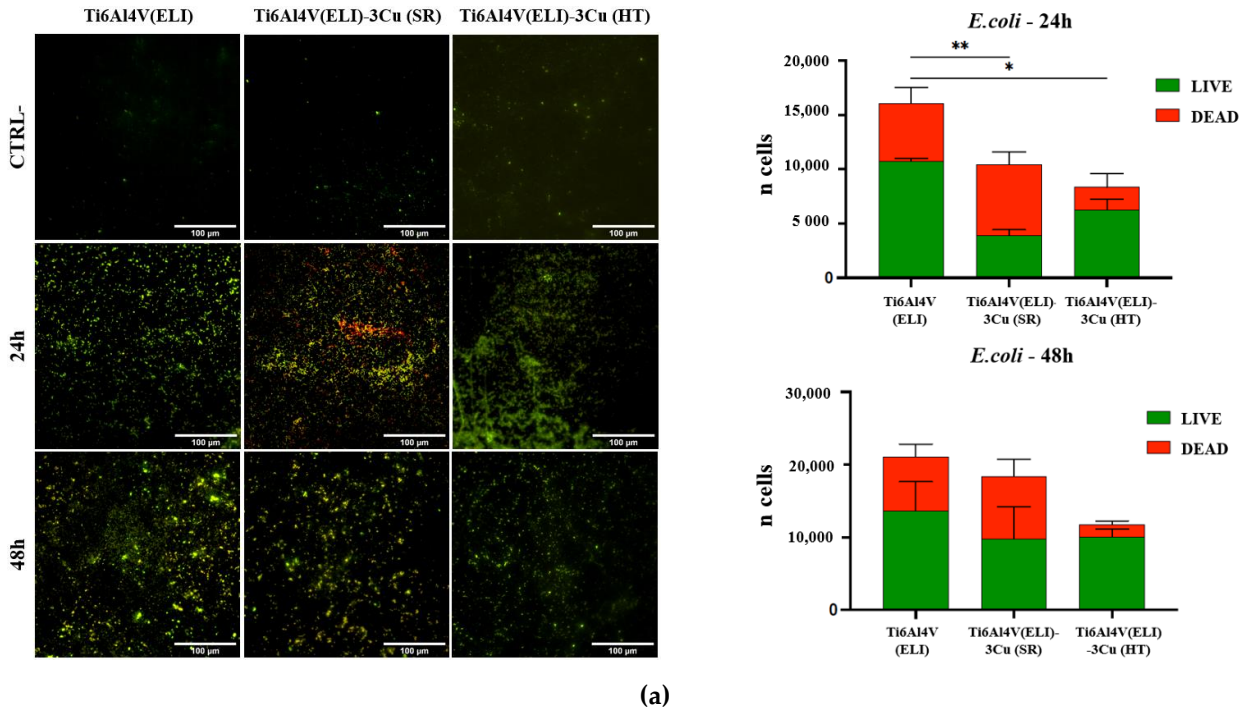 Ti6Al4V(ELI)
Ti6Al4V(ELI)-3Cu (SR)
Ti6Al4V(ELI)-3Cu (HT)
CTRL-
100 µm
100 µm
100 µm
24h
100 µm
100 µm
100 µm
48h
100 µm
100 µm
100 µm
E.coli - 24h
**
*
LIVE
DEAD
n cells
20,000
15,000
10,000
5 000
0
Ti6Al4V
(ELI)
Ti6Al4V(ELI)-
3Cu (SR)
Ti6Al4V(ELI)-
3Cu (HT)
E.coli - 48h
LIVE
DEAD
n cells
30,000
20,000
10,000
0
Ti6Al4V
(ELI)
Ti6Al4V(ELI)-
3Cu (SR)
Ti6Al4V(ELI)
-3Cu (HT)
(a)